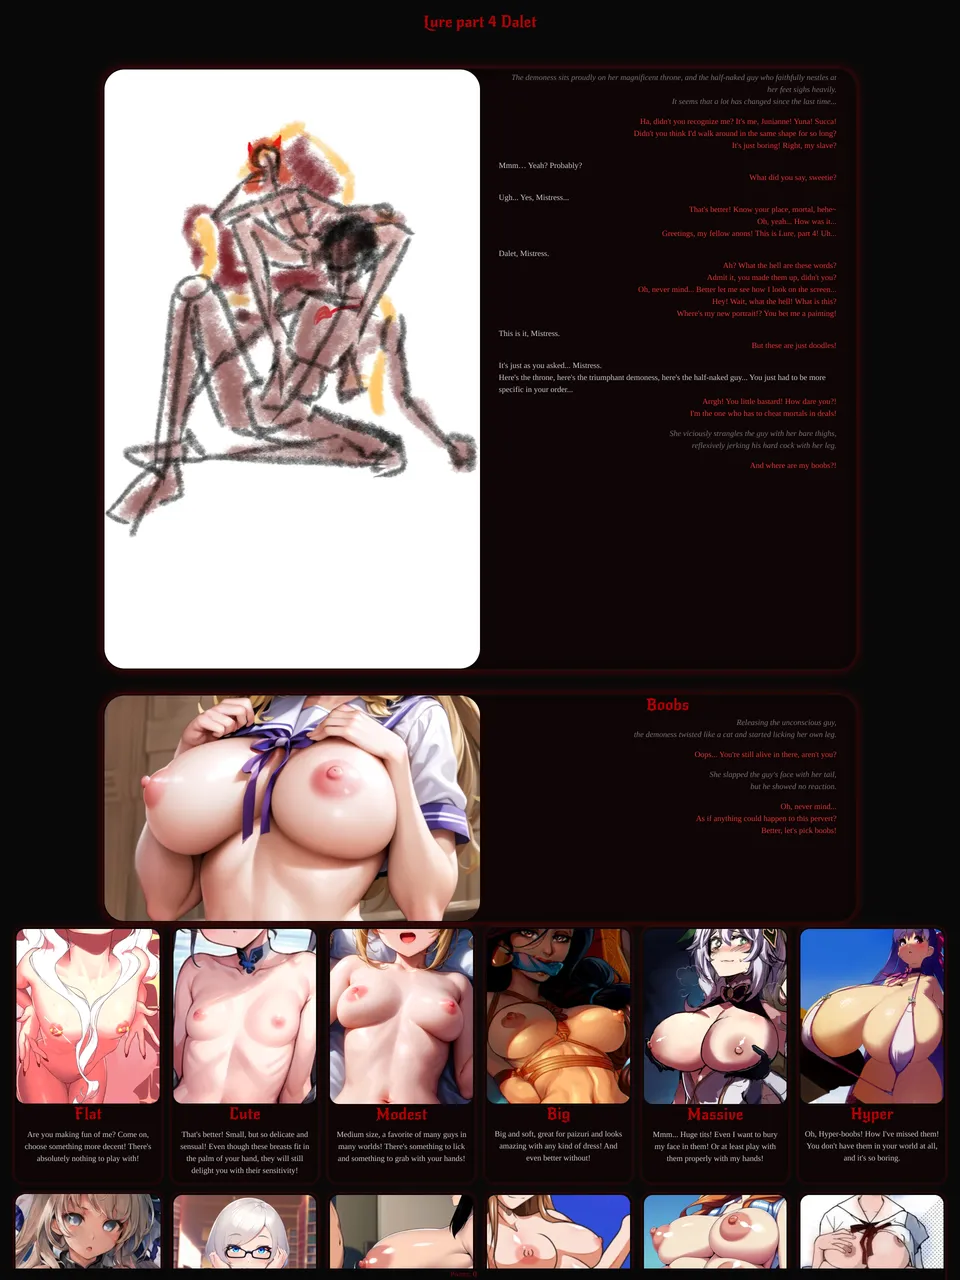 Lure part 4 Dalet
The demoness sits proudly on her magnificent throne, and the half-naked guy who faithfully nestles at
her feet sighs heavily.
It seems that a lot has changed since the last time...
Ha, didn't you recognize me? It's me, Jusianne! Yuna! Succa!
Didn't you think I'd walk around in the same shape for so long?
It's just boring! Right, my slave?
Mmm… Yeah? Probably?
What did you say, sweetie?
Ugh... Yes, Mistress...
That's better! Know your place, mortal, hehe~
Oh, yeah... How was it...
Greetings, my fellow anons! This is Lure, part 4! Uh...
Dalet, Mistress.
Ah? What the hell are these words?
Admit it, you made them up, didn't you?
Oh, never mind... Better let me see how I look on the screen...
Hey! Wait, what the hell! What is this?
Where's my new portrait!? You bet me a painting!
This is it, Mistress.
But these are just doodles!
It's just as you asked... Mistress.
Here's the throne, here's the triumphant demoness, here's the half-naked guy... You just had to be more
specific in your order...
Arrgh! You little bastard! How dare you?!
I'm the one who has to cheat mortals in deals!
She viciously strangles the guy with her bare thighs,
reflexively jerking his hard cock with her leg.
And where are my boobs?!
Boobs
Releasing the unconscious guy,
the demoness twisted like a cat and started licking her own leg.
Oops... You're still alive in there, aren't you?
She slapped the guy's face with her tail,
but he showed no reaction.
Oh, never mind...
As if anything could happen to this pervert?
Better, let's pick boobs!
Flat
Are you making fun of me? Come on,
choose something more decent! There's
absolutely nothing to play with!
Cute
That's better! Small, but so delicate and
sensual! Even though these breasts fit in
the palm of your hand, they will still
delight you with their sensitivity!
Modest
Medium size, a favorite of many guys in
many worlds! There's something to lick
and something to grab with your hands!
Big
Big and soft, great for paizuri and looks
amazing with any kind of dress! And
even better without!
Massive
Mmm... Huge tits! Even I want to bury
my face in them! Or at least play with
them properly with my hands!
Hyper
Oh, Hyper-boobs! How I've missed them!
You don't have them in your world at all,
and it's so boring.